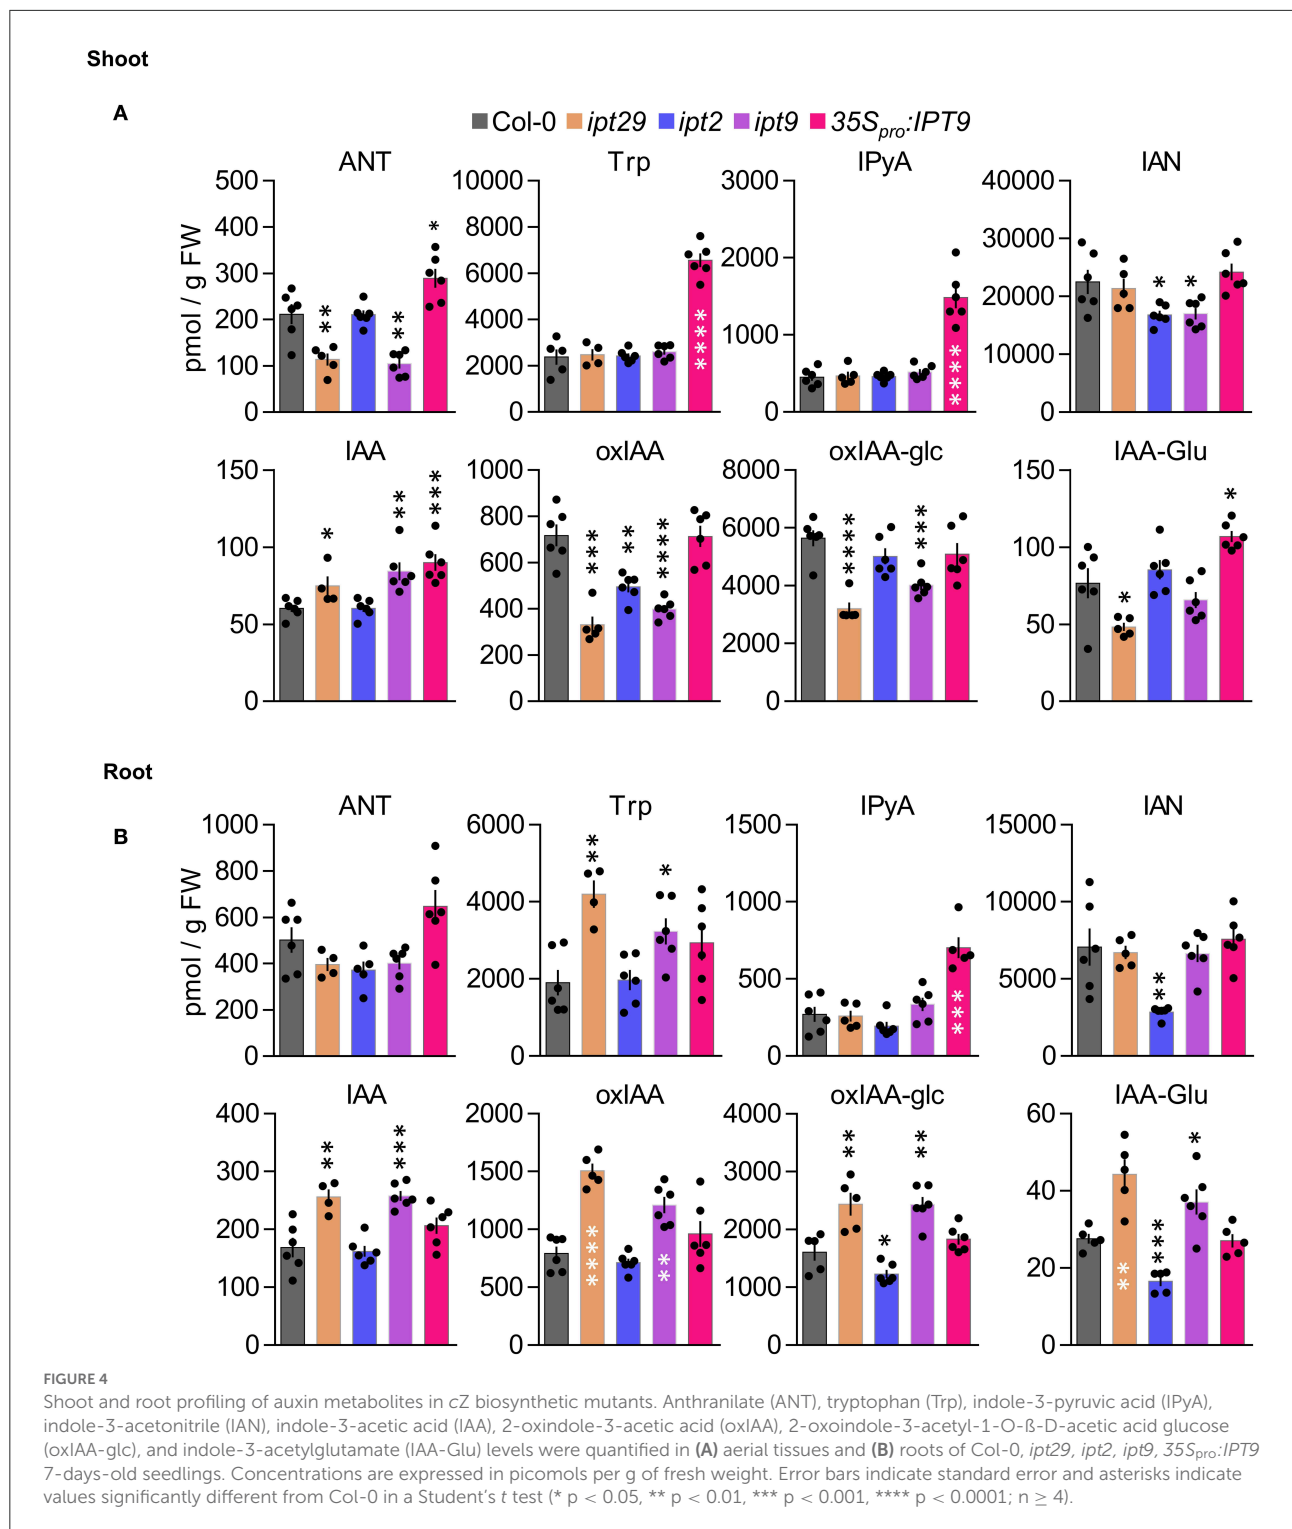 Shoot
A
Col-0 ipt29 ipt2 ipt9 35Spro:IPT9
ANT Trp IPyA IAN
pmol / g FW
500 400 300 200 100 0
** ** *
10000 8000 6000 4000 2000 0
****
3000 2000 1000 0
****
40000 30000 20000 10000 0
* *
IAA oxIAA oxIAA-glc IAA-Glu
150 100 50 0
* ** ***
1000 800 600 400 200 0
*** ** ****
8000 6000 4000 2000 0
**** ***
150 100 50 0
* *
Root
B
ANT Trp IPyA IAN
pmol / g FW
1000 800 600 400 200 0
6000 4000 2000 0
** *
1500 1000 500 0
***
15000 10000 5000 0
**
IAA oxIAA oxIAA-glc IAA-Glu
400 300 200 100 0
** ***
2000 1500 1000 500 0
**** **
4000 3000 2000 1000 0
** * **
60 40 20 0
** *** *
FIGURE 4
Shoot and root profiling of auxin metabolites in cZ biosynthetic mutants. Anthranilate (ANT), tryptophan (Trp), indole-3-pyruvic acid (IPyA),
indole-3-acetonitrile (IAN), indole-3-acetic acid (IAA), 2-oxindole-3-acetic acid (oxIAA), 2-oxoindole-3-acetyl-1-O-ß-D-acetic acid glucose
(oxIAA-glc), and indole-3-acetylglutamate (IAA-Glu) levels were quantified in (A) aerial tissues and (B) roots of Col-0, ipt29, ipt2, ipt9, 35Spro:IPT9
7-days-old seedlings. Concentrations are expressed in picomols per g of fresh weight. Error bars indicate standard error and asterisks indicate
values significantly different from Col-0 in a Student's t test (* p < 0.05, ** p < 0.01, *** p < 0.001, **** p < 0.0001; n ≥ 4).